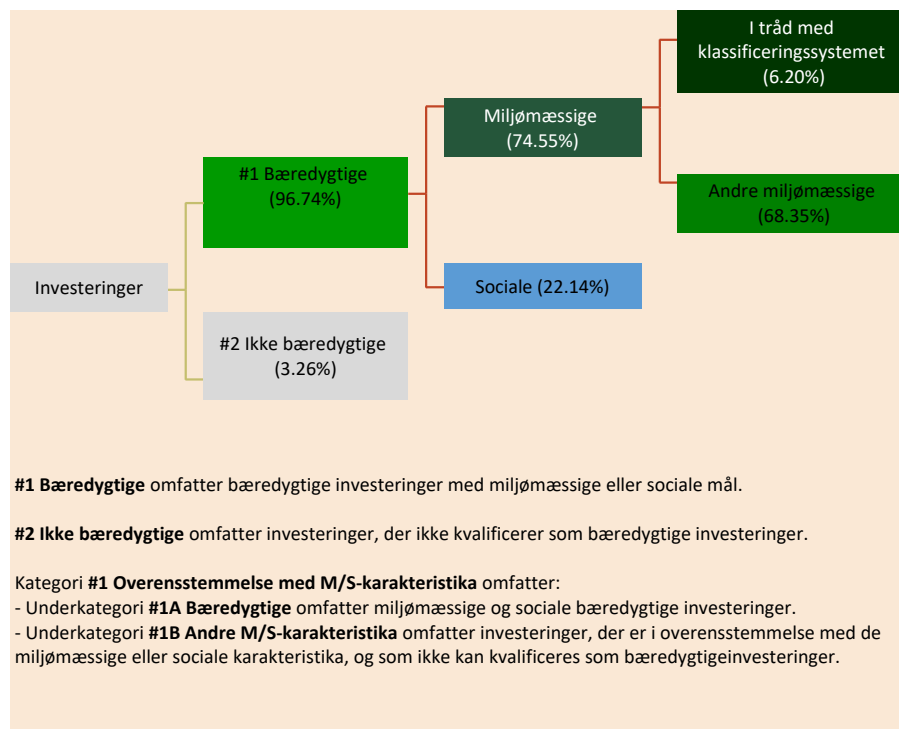 I tråd med
klassificeringssystemet
(6.20%)
Miljømæssige
(74.55%)
#1 Bæredygtige
(96.74%)
Andre miljømæssige
(68.35%)
Investeringer
Sociale (22.14%)
#2 Ikke bæredygtige
(3.26%)
#1 Bæredygtige omfatter bæredygtige investeringer med miljømæssige eller sociale mål.
#2 Ikke bæredygtige omfatter investeringer, der ikke kvalificerer som bæredygtige investeringer.
Kategori #1 Overensstemmelse med M/S-karakteristika omfatter:
- Underkategori #1A Bæredygtige omfatter miljømæssige og sociale bæredygtige investeringer.
- Underkategori #1B Andre M/S-karakteristika omfatter investeringer, der er i overensstemmelse med de
miljømæssige eller sociale karakteristika, og som ikke kan kvalificeres som bæredygtigeinvesteringer.